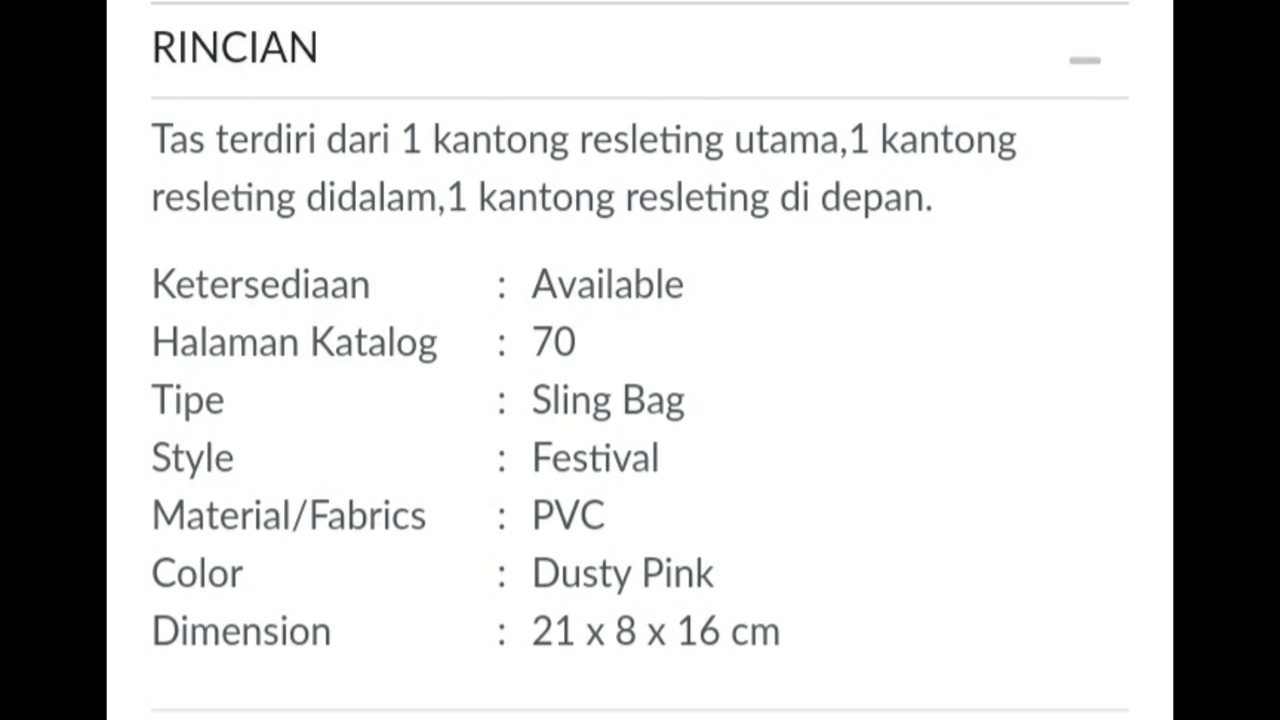 RINCIAN
Tas terdiri dari 1 kantong resleting utama,1 kantong
resleting didalam,1 kantong resleting di depan.
Ketersediaan : Available
Halaman Katalog : 70
Tipe : Sling Bag
Style : Festival
Material/Fabrics : PVC
Color : Dusty Pink
Dimension : 21 x 8 x 16 cm